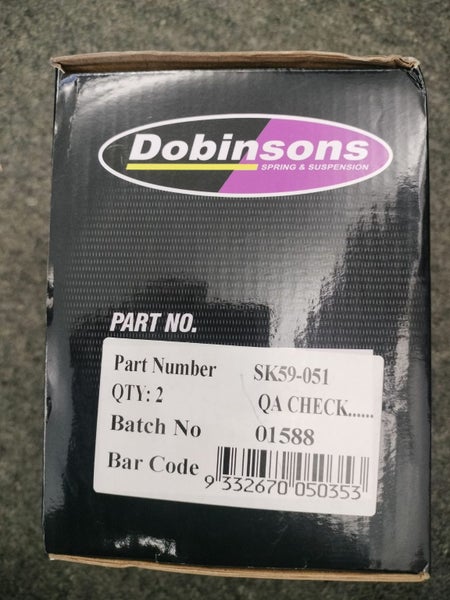 Dobinsons
SPRING & SUSPENSION
PART NO.
Part Number SK59-051
QTY: 2 QA CHECK......
Batch No 01588
Bar Code
9 332670 050353